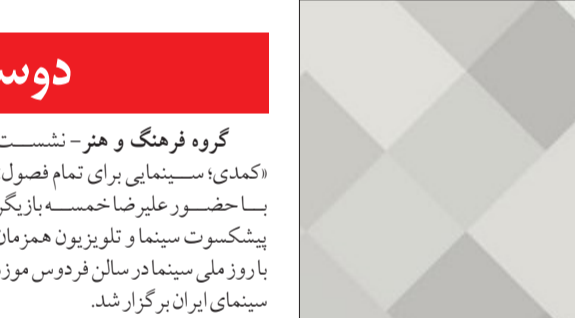 دوس
گروه فرهنگ و هنر- نشست
«کمدی؛ سینمایی برای تمام فصول
با حضور علیرضا خمسه بازیگر
پیشکسوت سینما و تلویزیون همزمان
با روز ملی سینما در سالن فردوس موزه
سینمای ایران برگزار شد.